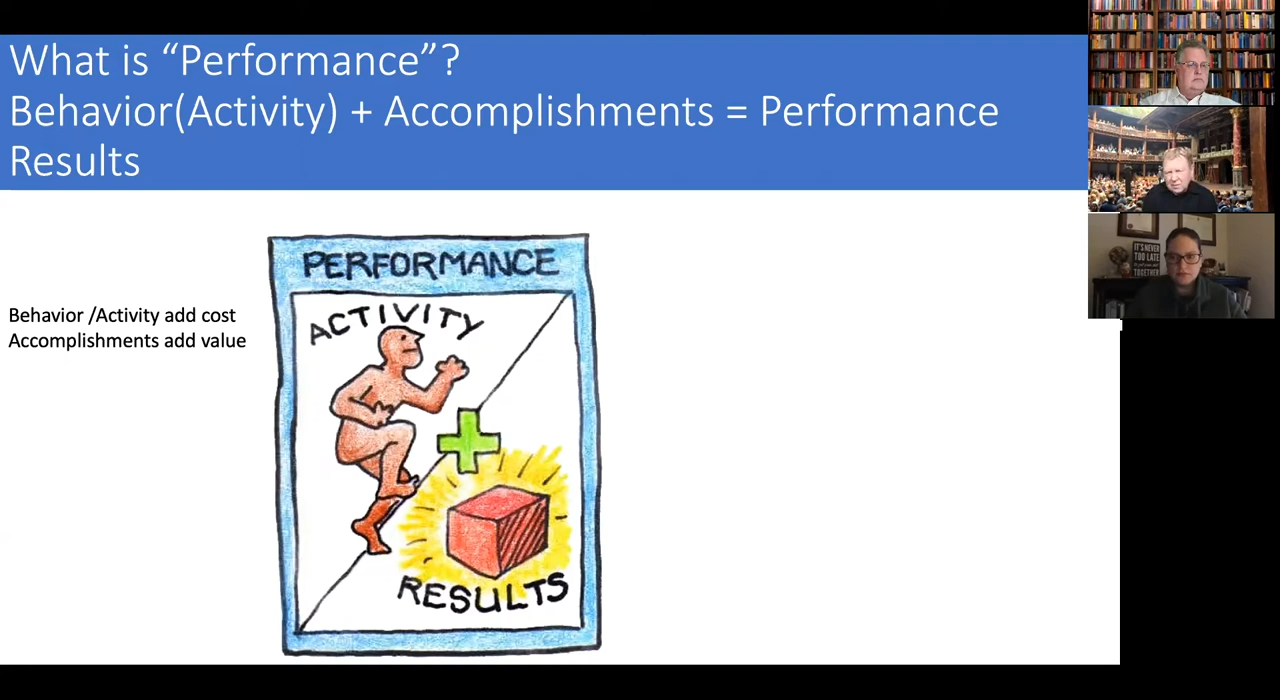 What is “Performance”?
Behavior(Activity) + Accomplishments = Performance
Results
Behavior /Activity add cost
Accomplishments add value
PERFORMANCE
ACTIVITY
RESULTS
IT'S NEVER
TOO LATE
TOGETHER